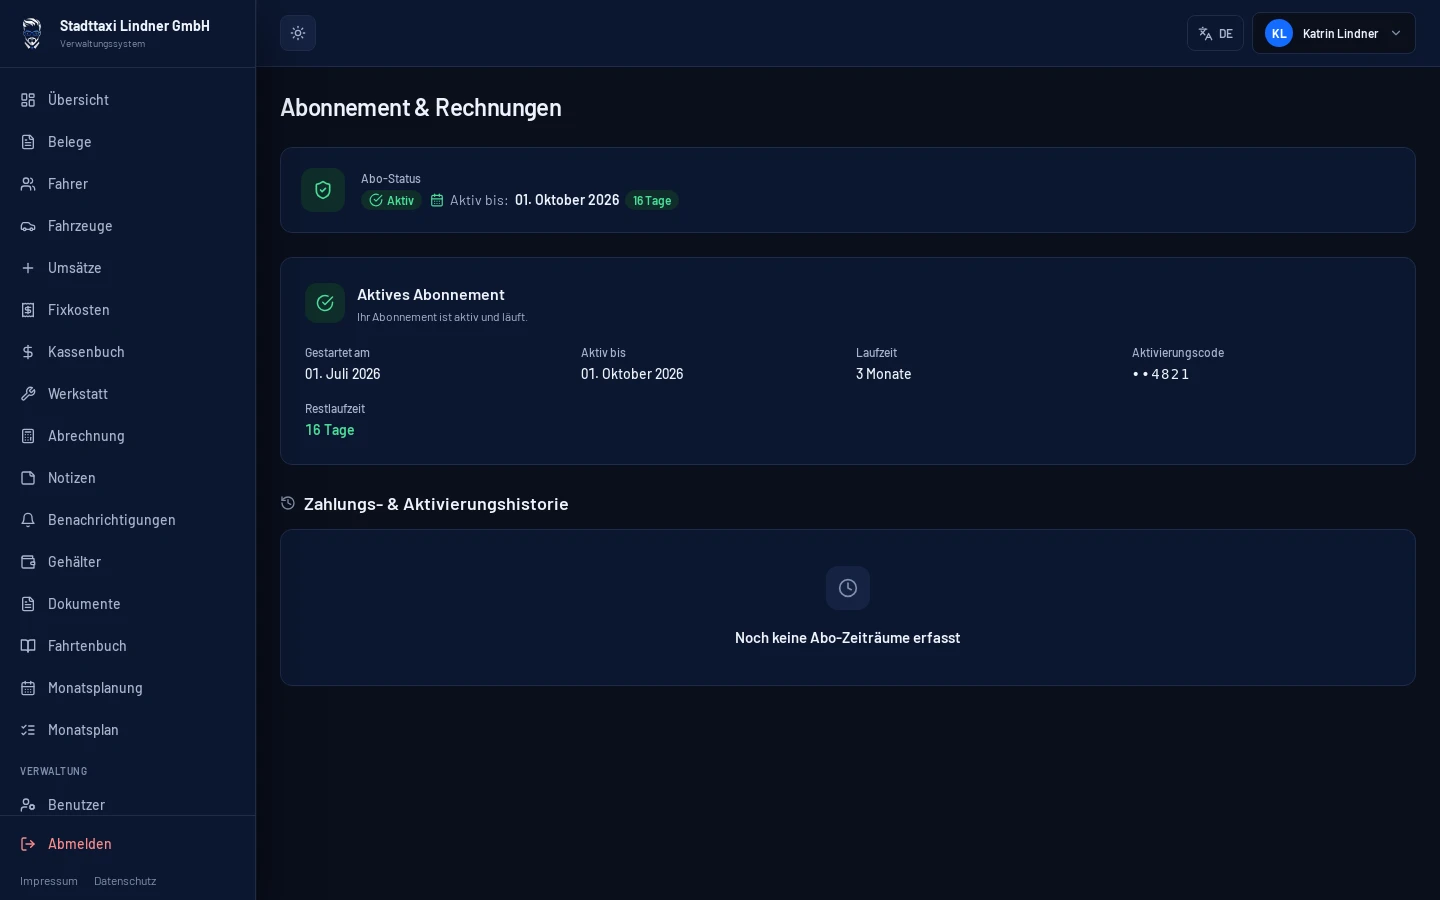 Stadttaxi Lindner GmbH
Verwaltungssystem
DE
KL
Katrin Lindner
Übersicht
Belege
Fahrer
Fahrzeuge
Umsätze
Fixkosten
Kassenbuch
Werkstatt
Abrechnung
Notizen
Benachrichtigungen
Gehälter
Dokumente
Fahrtenbuch
Monatsplanung
Monatsplan
VERWALTUNG
Benutzer
Abmelden
Impressum Datenschutz
Abonnement & Rechnungen
Abo-Status
Aktiv Aktiv bis: 01. Oktober 2026 16 Tage
Aktives Abonnement
Ihr Abonnement ist aktiv und läuft.
Gestartet am
01. Juli 2026
Aktiv bis
01. Oktober 2026
Laufzeit
3 Monate
Aktivierungscode
••4821
Restlaufzeit
16 Tage
Zahlungs- & Aktivierungshistorie
Noch keine Abo-Zeiträume erfasst